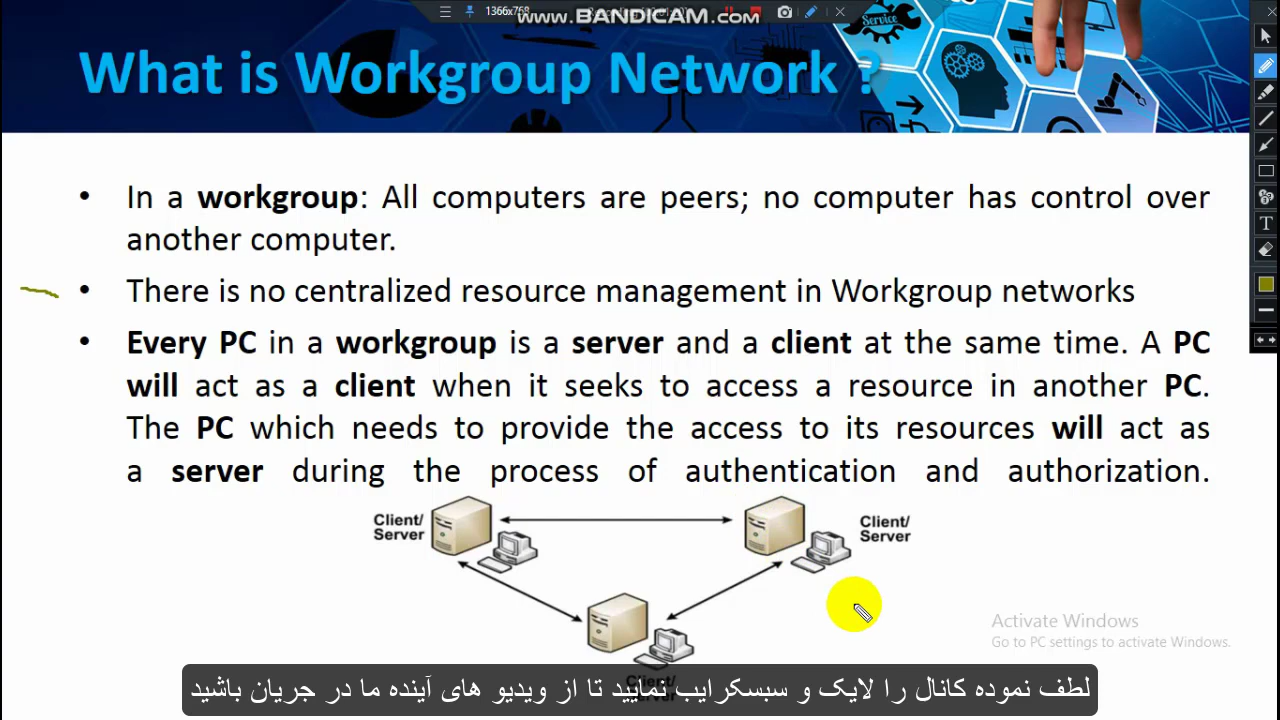 1366x768
www.BANDICAM.com
What is Workgroup Network ?
• In a workgroup: All computers are peers; no computer has control over
another computer.
• There is no centralized resource management in Workgroup networks
• Every PC in a workgroup is a server and a client at the same time. A PC
will act as a client when it seeks to access a resource in another PC.
The PC which needs to provide the access to its resources will act as
a server during the process of authentication and authorization.
Client/
Server
Client/
Server
Activate Windows
Go to PC settings to activate Windows.
لطف نموده کانال را لایک و سبسکرایب نمایید تا از ویدیو های آینده ما در جریان باشید
Service
T